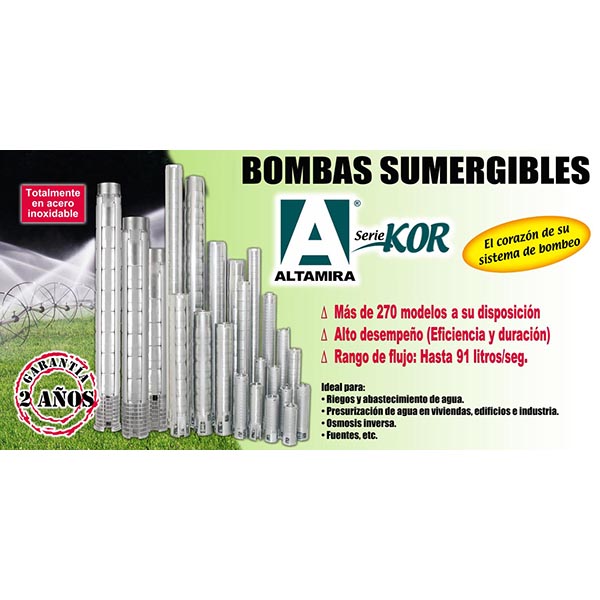 BOMBAS SUMERGIBLES
Totalmente
en acero
inoxidable
A®
ALTAMIRA
Serie KOR
El corazón de su
sistema de bombeo
Más de 270 modelos a su disposición
Alto desempeño (Eficiencia y duración)
Rango de flujo: Hasta 91 litros/seg.
GARANTÍA
2 AÑOS
Ideal para:
• Riegos y abastecimiento de agua.
• Presurización de agua en viviendas, edificios e industria.
• Osmosis inversa.
• Fuentes, etc.